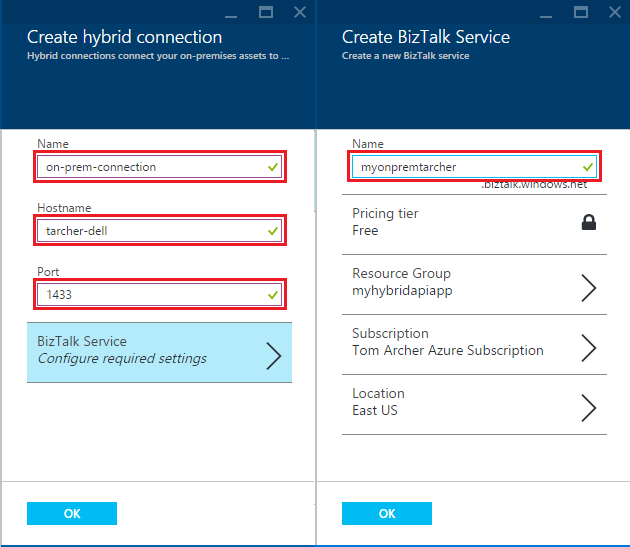 Create hybrid connection
Hybrid connections connect your on-premises assets to ...
Name
on-prem-connection
Hostname
tarcher-dell
Port
1433
BizTalk Service
Configure required settings
OK
Create BizTalk Service
Create a new BizTalk service
Name
myonpremtarcher
.biztalk.windows.net
Pricing tier
Free
Resource Group
myhybridapiapp
Subscription
Tom Archer Azure Subscription
Location
East US
OK